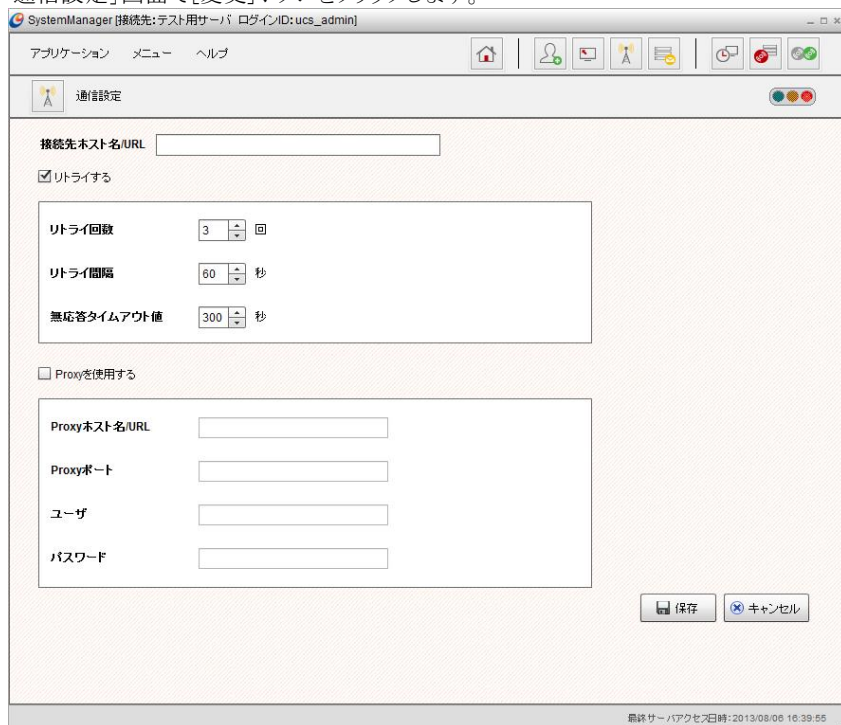 通信設定]画面で[変更]ボタンをクリックします。
SystemManager [接続先:テスト用サーバ ログインID:ucs_admin]
アプリケーション メニュー ヘルプ
通信設定
接続先ホスト名/URL
リトライする
リトライ回数 3 回
リトライ間隔 60 秒
無応答タイムアウト値 300 秒
Proxyを使用する
Proxyホスト名/URL
Proxyポート
ユーザ
パスワード
保存 キャンセル
最終サーバアクセス日時:2013/08/06 16:39:55